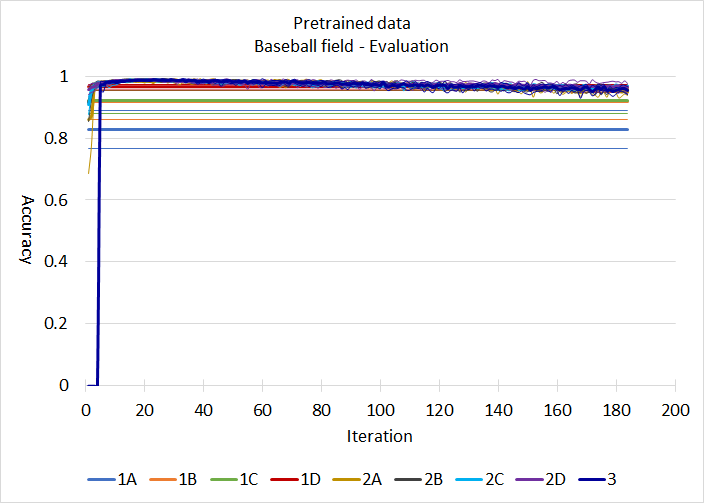 Pretrained data
Baseball field - Evaluation
1
0.8
0.6
0.4
0.2
0
Accuracy
0 20 40 60 80 100 120 140 160 180 200
Iteration
1A 1B 1C 1D 2A 2B 2C 2D 3